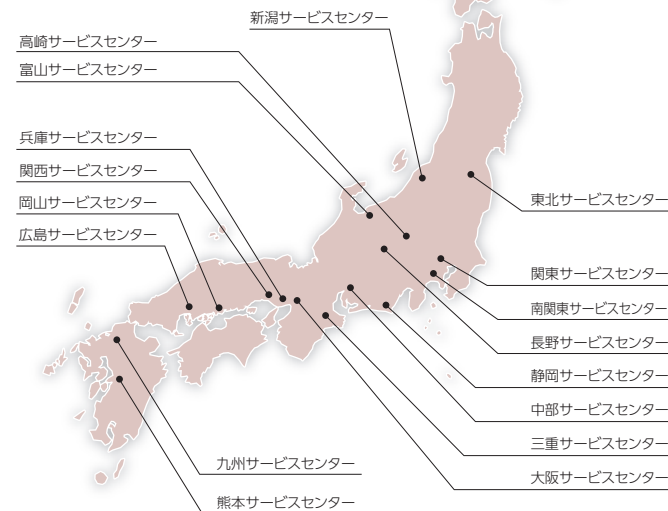 新潟サービスセンター
高崎サービスセンター
富山サービスセンター
兵庫サービスセンター
関西サービスセンター
岡山サービスセンター
広島サービスセンター
東北サービスセンター
関東サービスセンター
南関東サービスセンター
長野サービスセンター
静岡サービスセンター
中部サービスセンター
三重サービスセンター
大阪サービスセンター
九州サービスセンター
熊本サービスセンター